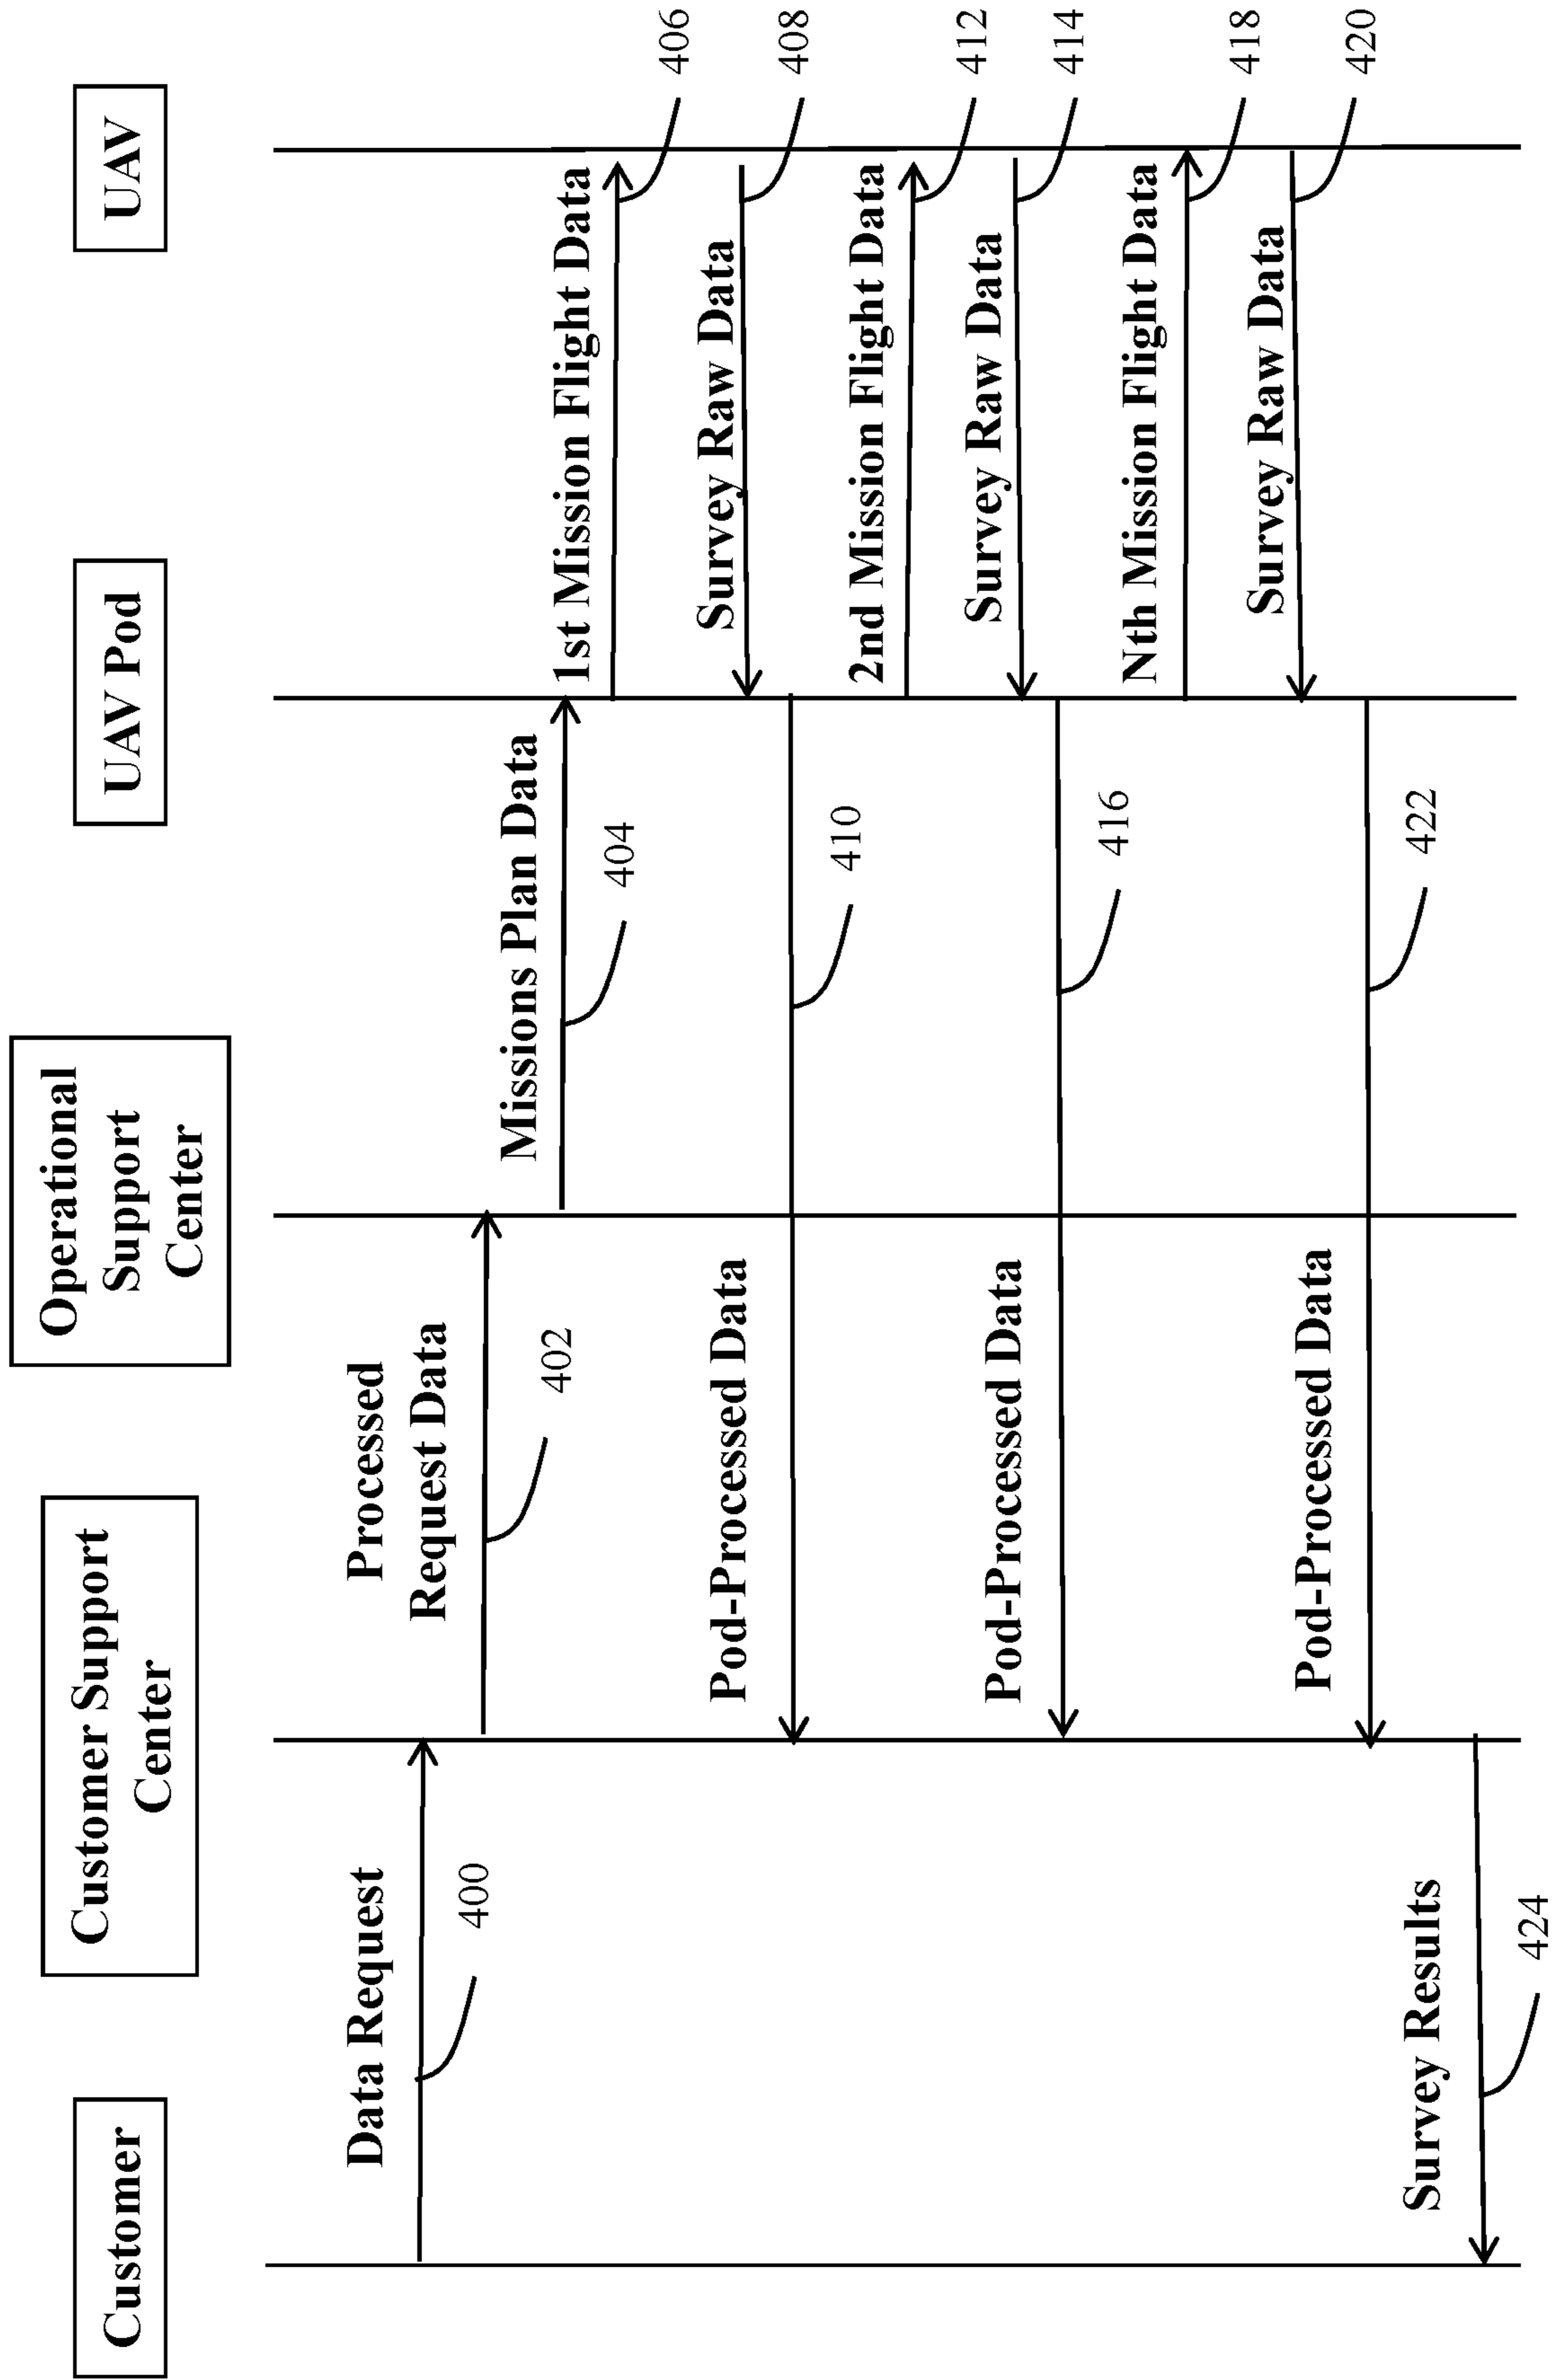 Customer
Customer Support
Center
Operational
Support
Center
UAV Pod
UAV
Data Request
400
Processed
Request Data
402
Missions Plan Data
404
1st Mission Flight Data
406
Survey Raw Data
408
Pod-Processed Data
410
2nd Mission Flight Data
412
Survey Raw Data
414
Pod-Processed Data
416
Nth Mission Flight Data
418
Survey Raw Data
420
Pod-Processed Data
422
Survey Results
424